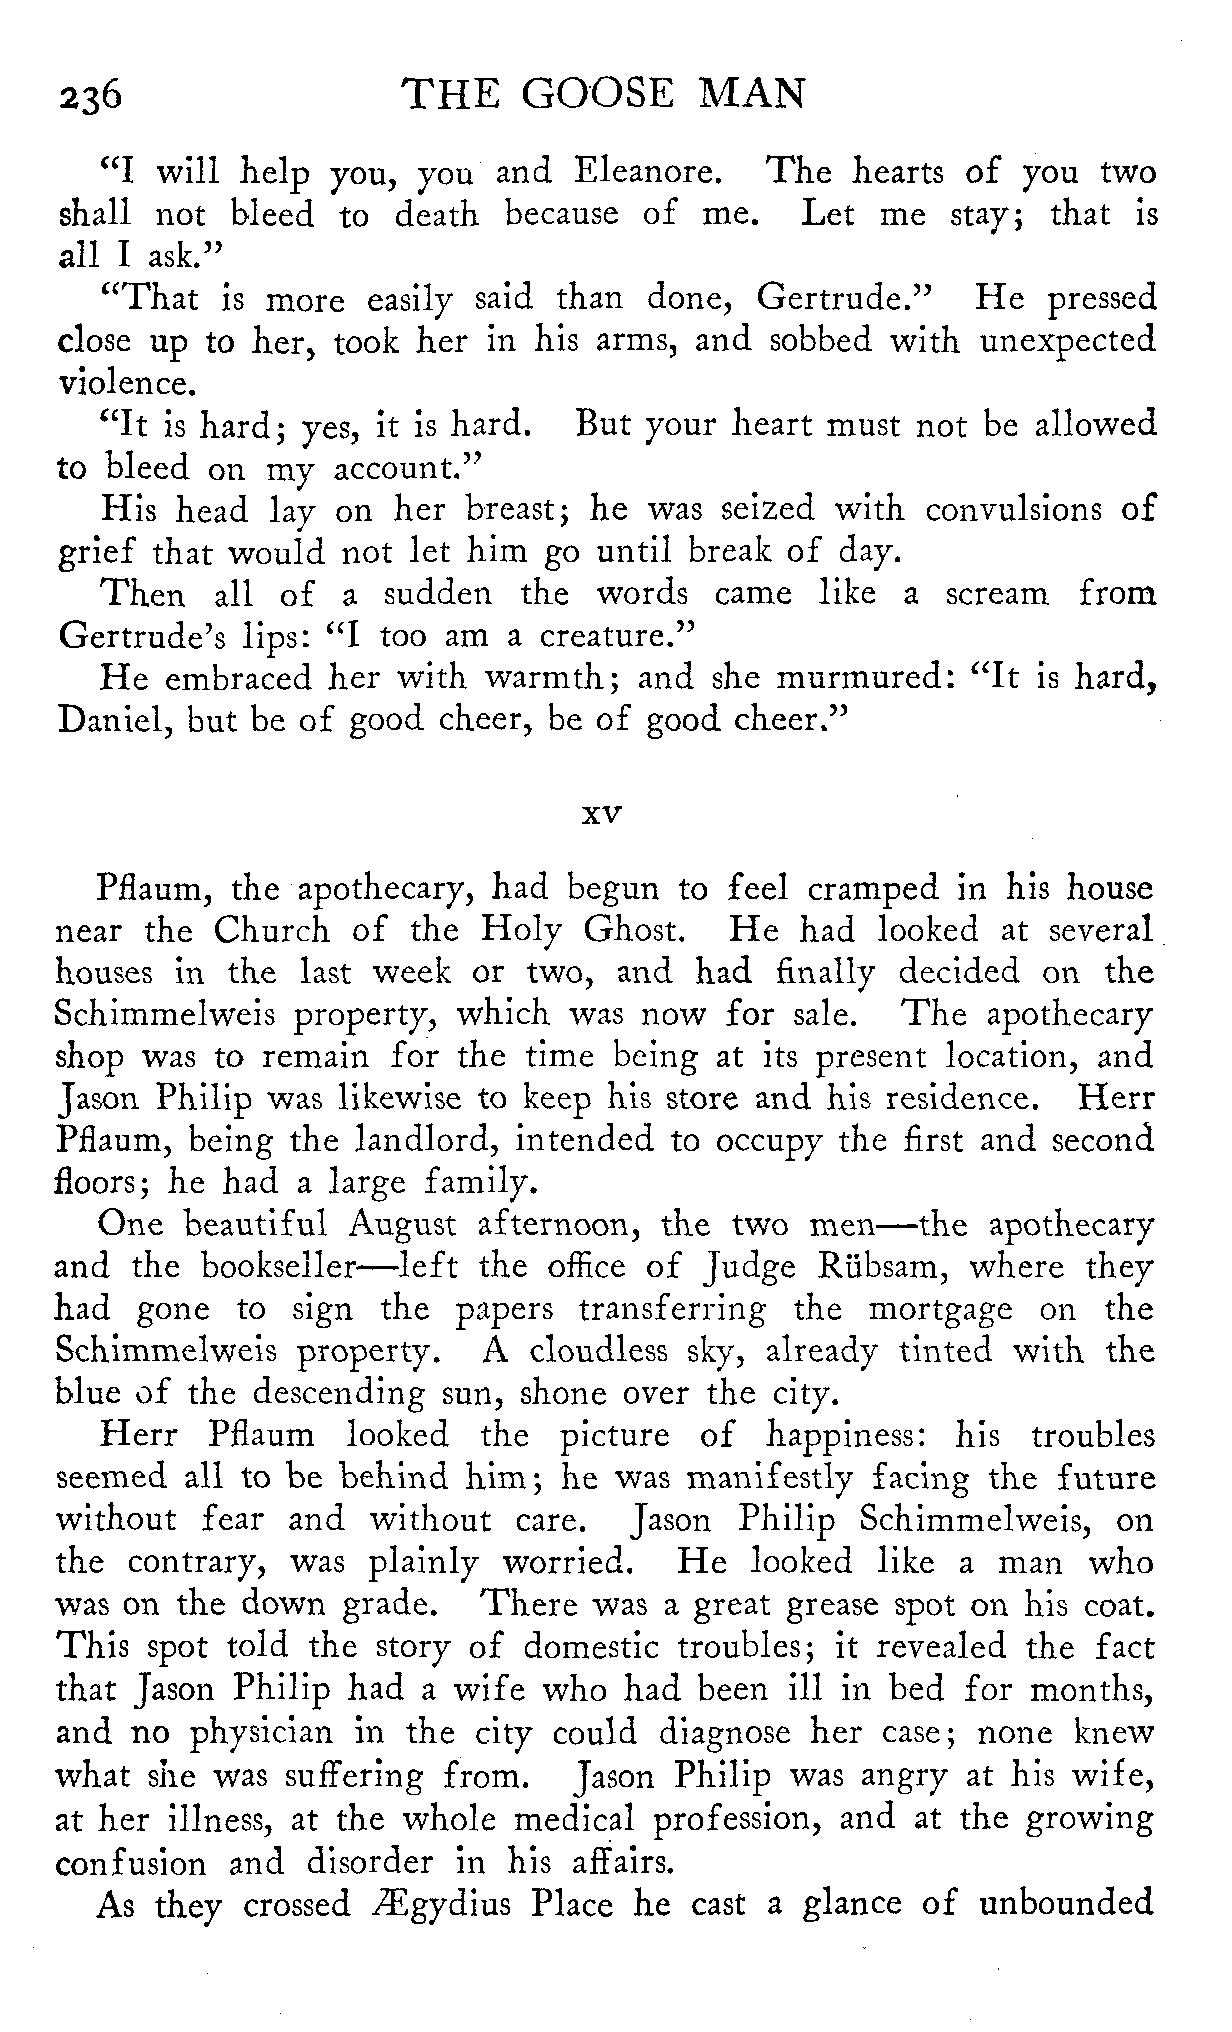 236 THE GOOSE MAN
“I will help you, you and Eleanore. The hearts of you two
shall not bleed to death because of me. Let me stay; that is
all I ask.”
“That is more easily said than done, Gertrude.” He pressed
close up to her, took her in his arms, and sobbed with unexpected
violence.
“It is hard; yes, it is hard. But your heart must not be allowed
to bleed on my account.”
His head lay on her breast; he was seized with convulsions of
grief that would not let him go until break of day.
Then all of a sudden the words came like a scream from
Gertrude’s lips: “I too am a creature.”
He embraced her with warmth; and she murmured: “It is hard,
Daniel, but be of good cheer, be of good cheer.”
XV
Pflaum, the apothecary, had begun to feel cramped in his house
near the Church of the Holy Ghost. He had looked at several
houses in the last week or two, and had finally decided on the
Schimmelweis property, which was now for sale. The apothecary
shop was to remain for the time being at its present location, and
Jason Philip was likewise to keep his store and his residence. Herr
Pflaum, being the landlord, intended to occupy the first and second
floors; he had a large family.
One beautiful August afternoon, the two men—the apothecary
and the bookseller—left the office of Judge Rübsam, where they
had gone to sign the papers transferring the mortgage on the
Schimmelweis property. A cloudless sky, already tinted with the
blue of the descending sun, shone over the city.
Herr Pflaum looked the picture of happiness: his troubles
seemed all to be behind him; he was manifestly facing the future
without fear and without care. Jason Philip Schimmelweis, on
the contrary, was plainly worried. He looked like a man who
was on the down grade. There was a great grease spot on his coat.
This spot told the story of domestic troubles; it revealed the fact
that Jason Philip had a wife who had been ill in bed for months,
and no physician in the city could diagnose her case; none knew
what she was suffering from. Jason Philip was angry at his wife,
at her illness, at the whole medical profession, and at the growing
confusion and disorder in his affairs.
As they crossed Ægydius Place he cast a glance of unbounded